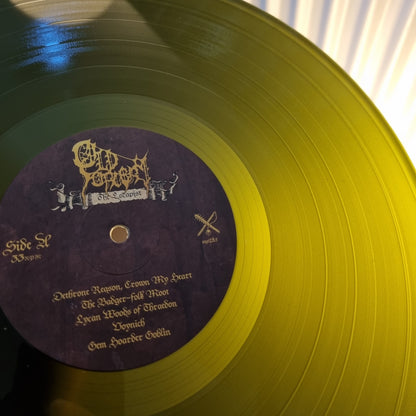 Old
Sorcery
The Escapist
Side A
33 rpm
Dethrone Reason, Crown My Heart
The Badger-folk Moot
Lycan Woods of Thraedon
Voynich
Gem Hoarder Goblin